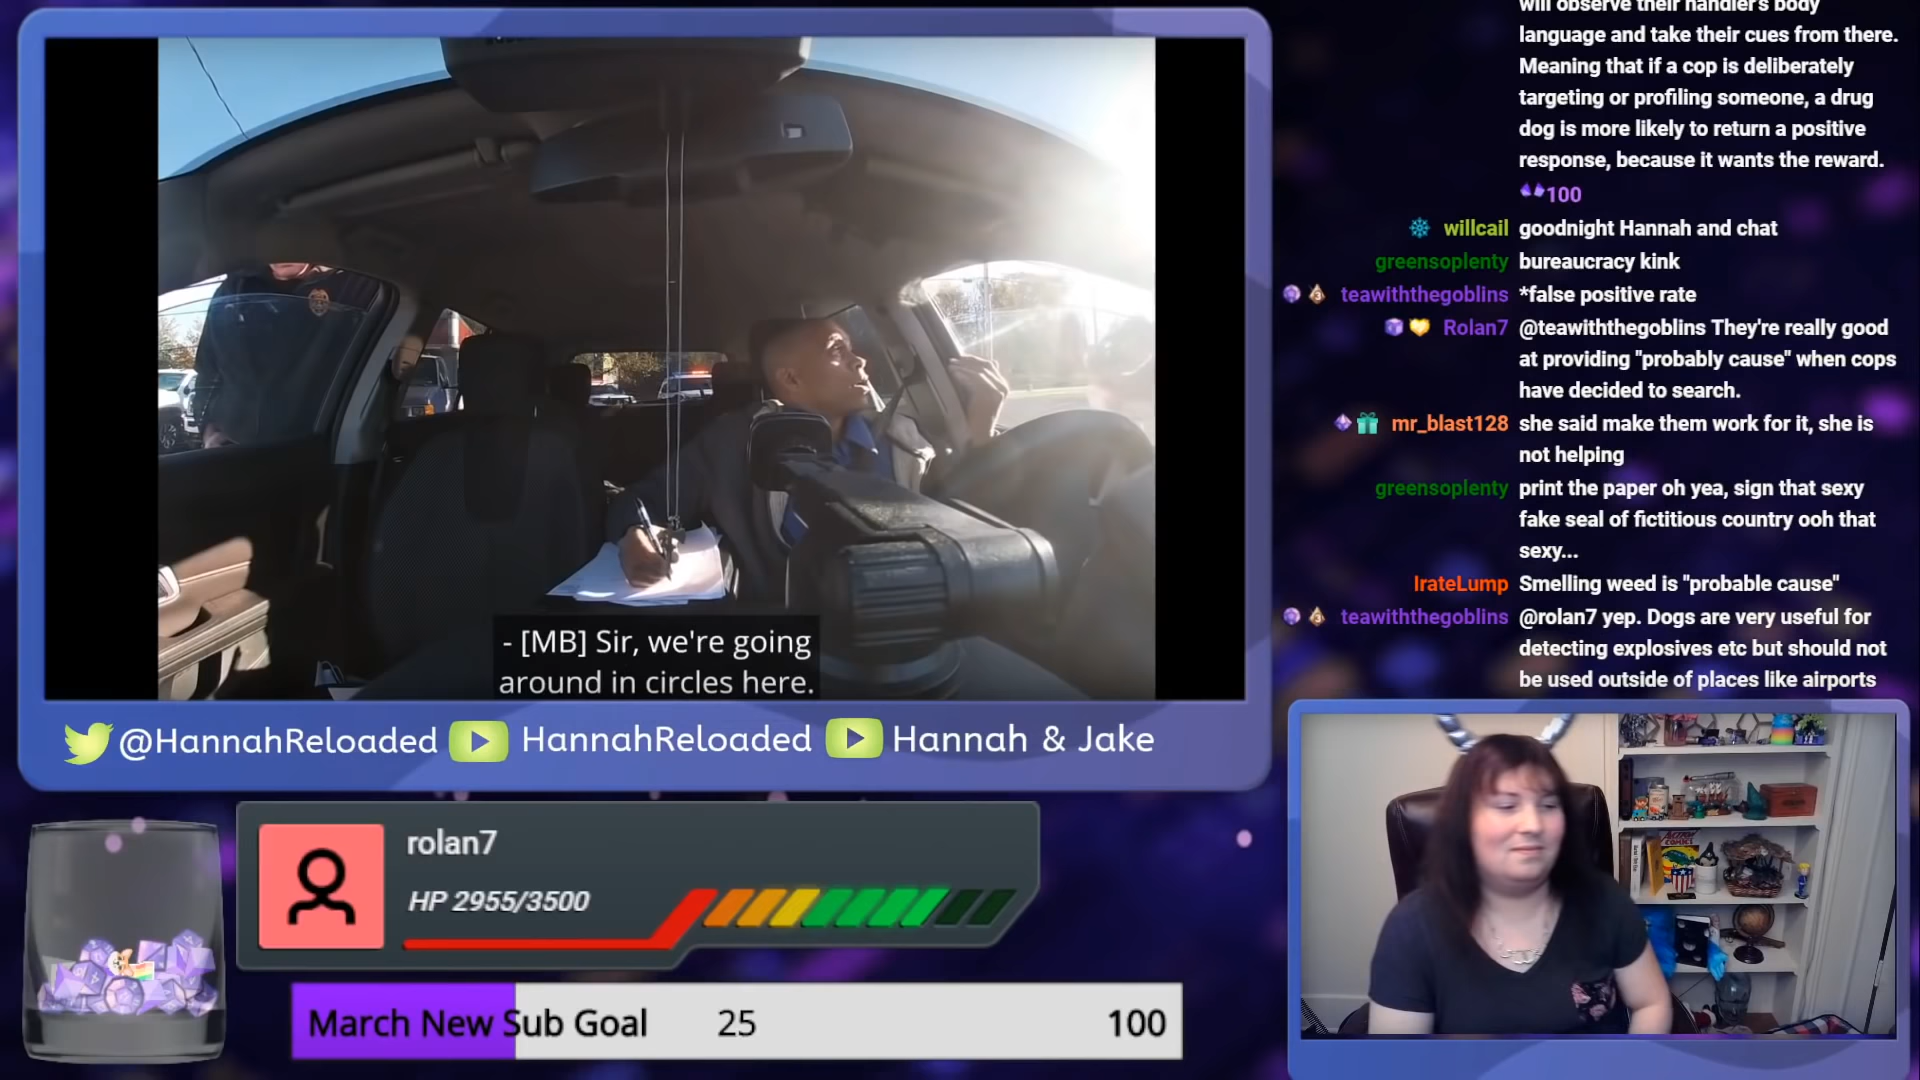 - [MB] Sir, we're going
around in circles here.
@HannahReloaded HannahReloaded Hannah & Jake
rolan7
HP 2955/3500
March New Sub Goal 25 100
will observe their handler's body
language and take their cues from there.
Meaning that if a cop is deliberately
targeting or profiling someone, a drug
dog is more likely to return a positive
response, because it wants the reward.
100
willcail goodnight Hannah and chat
greensoplenty bureaucracy kink
teawiththegoblins *false positive rate
Rolan7 @teawiththegoblins They're really good
at providing "probably cause" when cops
have decided to search.
mr_blast128 she said make them work for it, she is
not helping
greensoplenty print the paper oh yea, sign that sexy
fake seal of fictitious country ooh that
sexy...
IrateLump Smelling weed is "probable cause"
teawiththegoblins @rolan7 yep. Dogs are very useful for
detecting explosives etc but should not
be used outside of places like airports